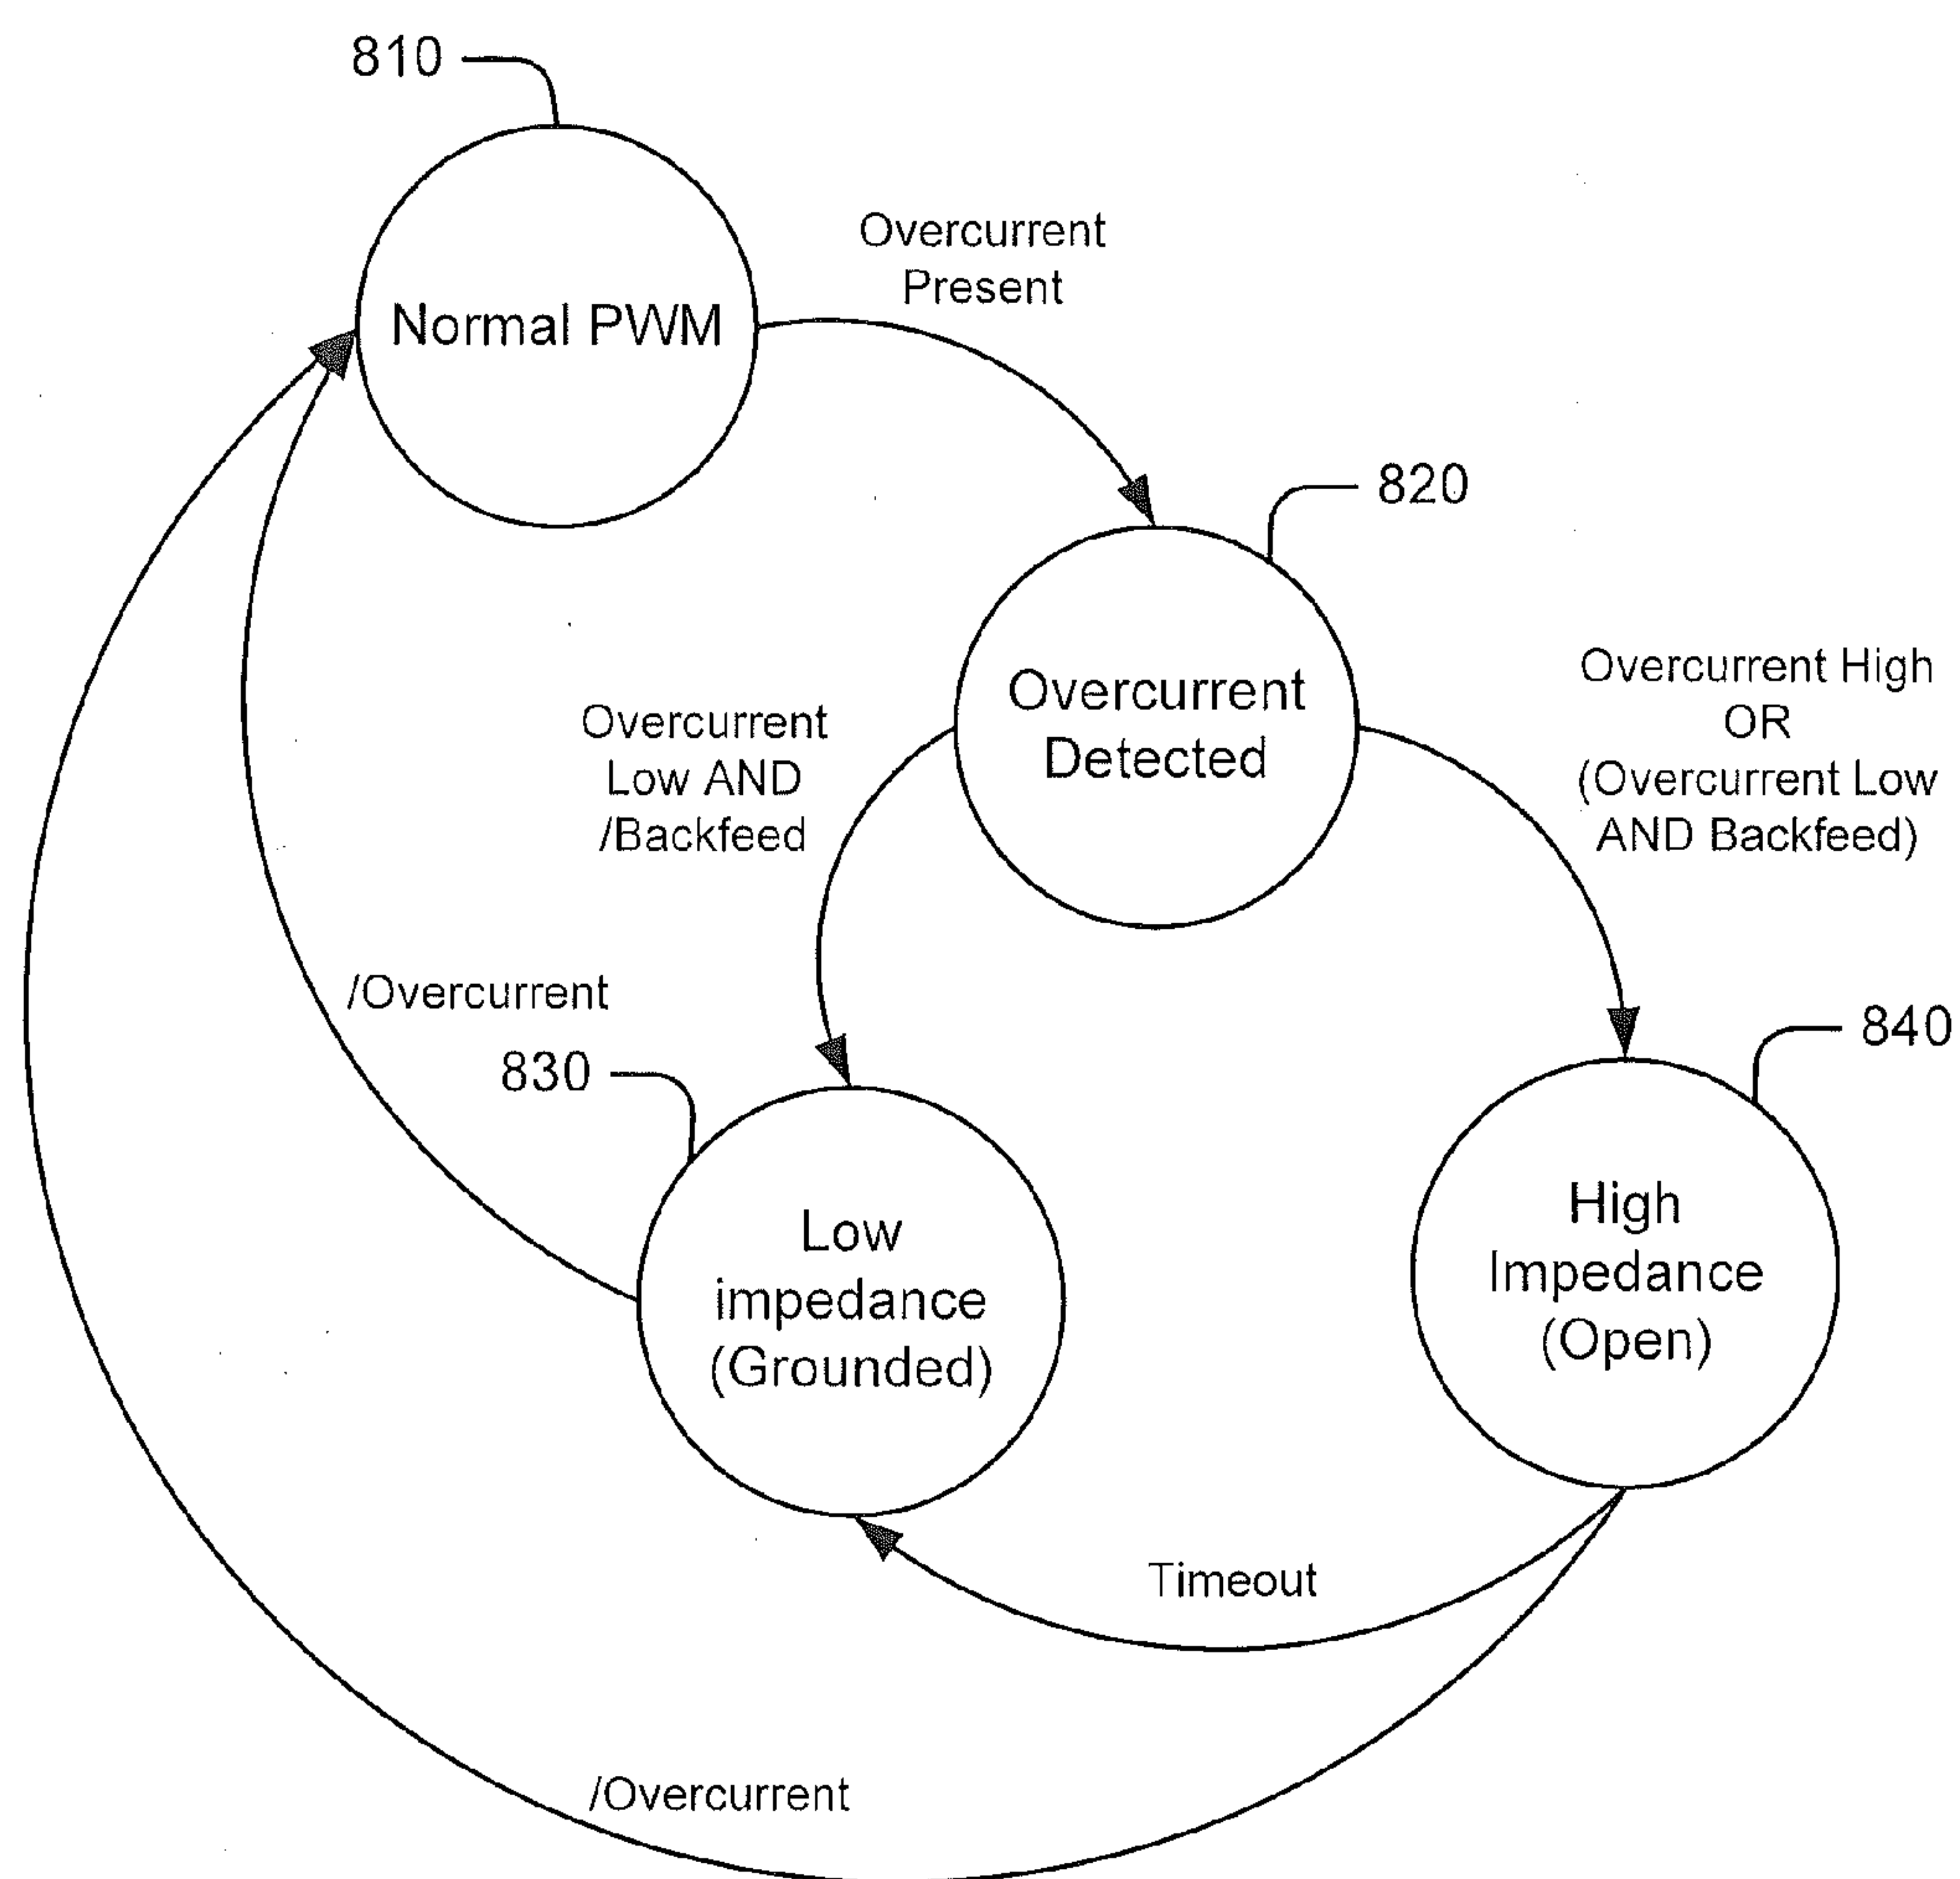 810
Normal PWM
Overcurrent
Present
820
Overcurrent
Detected
Overcurrent High
OR
(Overcurrent Low
AND Backfeed)
Overcurrent
Low AND
/Backfeed
/Overcurrent
830
840
Low
impedance
(Grounded)
High
Impedance
(Open)
Timeout
/Overcurrent